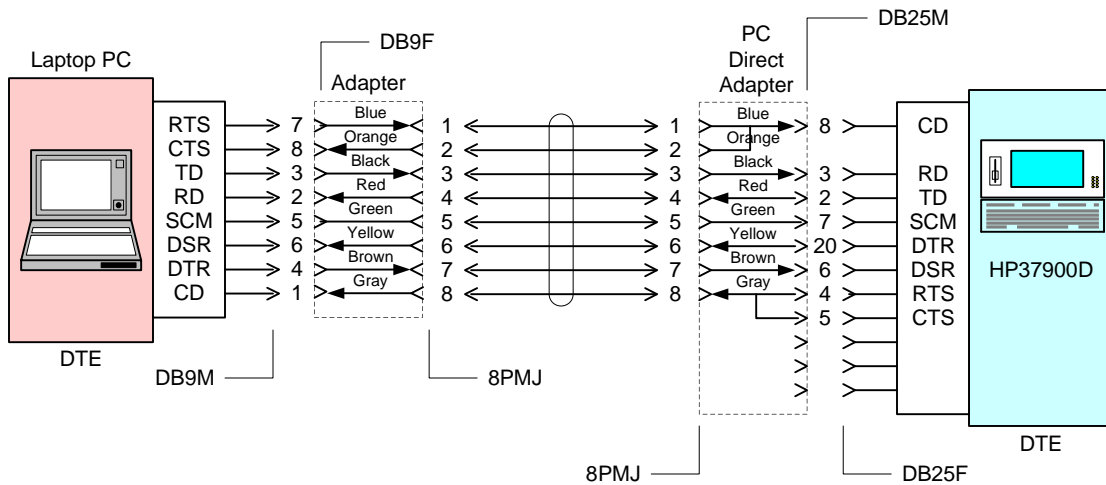 DB25M
DB9F
PC
Direct
Adapter
Laptop PC
Adapter
RTS 7 Blue 1 1 Blue 8 CD
CTS 8 Orange 2 2 Orange
TD 3 Black 3 3 Black 3 RD
RD 2 Red 4 4 Red 2 TD
SCM 5 Green 5 5 Green 7 SCM
DSR 6 Yellow 6 6 Yellow 20 DTR
DTR 4 Brown 7 7 Brown 6 DSR
CD 1 Gray 8 8 Gray 4 RTS
5 CTS
HP37900D
DTE
DB9M
8PMJ
DTE
8PMJ
DB25F